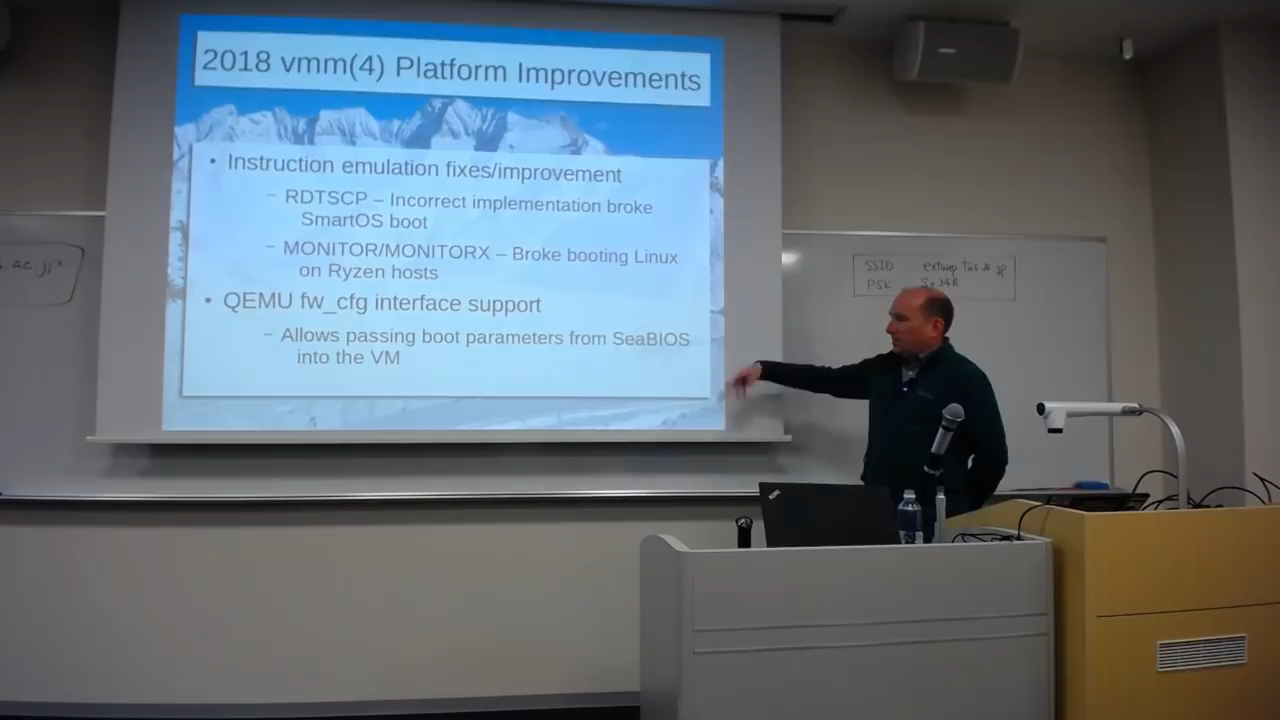 2018 vmm(4) Platform Improvements
• Instruction emulation fixes/improvement
– RDTSCP – Incorrect implementation broke
SmartOS boot
– MONITOR/MONITORX – Broke booting Linux
on Ryzen hosts
• QEMU fw_cfg interface support
– Allows passing boot parameters from SeaBIOS
into the VM
SSID
PSK